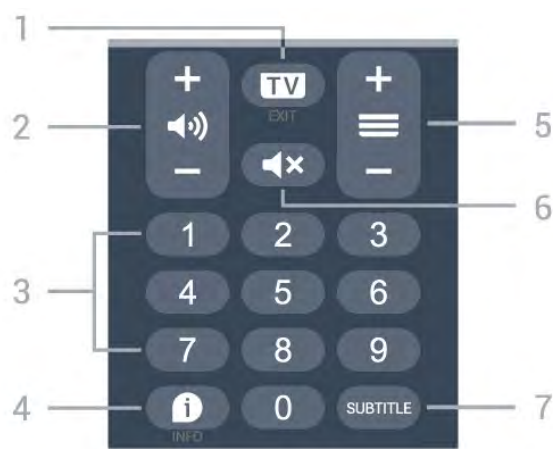 1
+ TV +
EXIT
2 5
- -
6
1 2 3
3
4 5 6
7 8 9
4 i 0 SUBTITLE 7
INFO